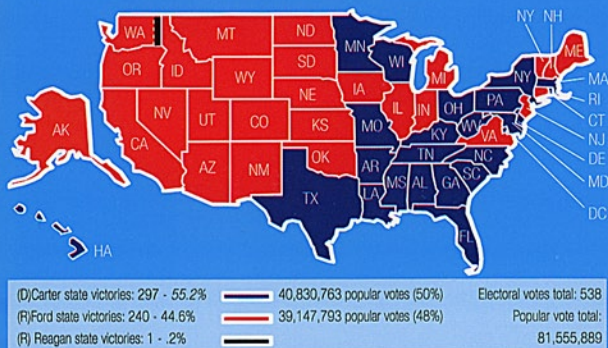 NY NH
WA MT ND MN ME
OR ID SD WI NY MA
WY MI RI
AK NV NE IA PA CT
CA UT CO IL IN OH NJ
KS MO WV VA DE
KY MD
AZ NM OK TN NC DC
AR SC
TX LA MS AL GA
HA FL
(D)Carter state victories: 297 - 55.2% 40,830,763 popular votes (50%) Electoral votes total: 538
(R)Ford state victories: 240 - 44.6% 39,147,793 popular votes (48%) Popular vote total:
(R) Reagan state victories: 1 - .2% 81,555,889